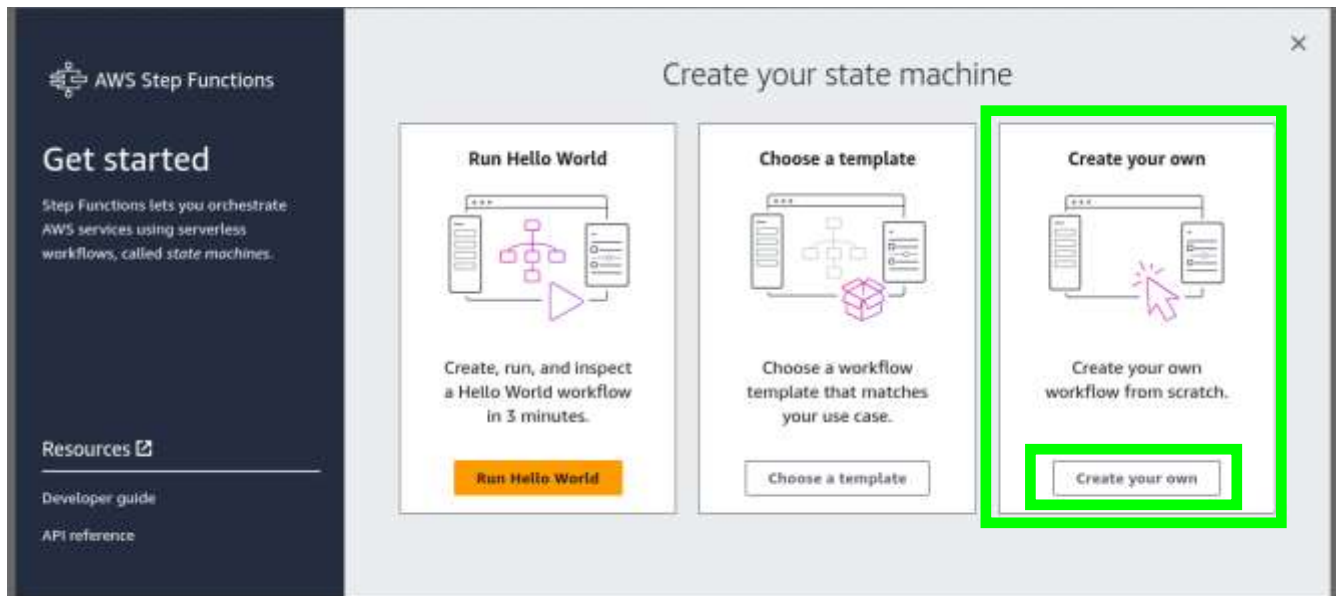 AWS Step Functions
Get started
Step Functions lets you orchestrate
AWS services using serverless
workflows, called state machines.
Resources
Developer guide
API reference
Create your state machine
Run Hello World
Create, run, and inspect
a Hello World workflow
in 3 minutes.
Run Hello World
Choose a template
Choose a workflow
template that matches
your use case.
Choose a template
Create your own
Create your own
workflow from scratch.
Create your own